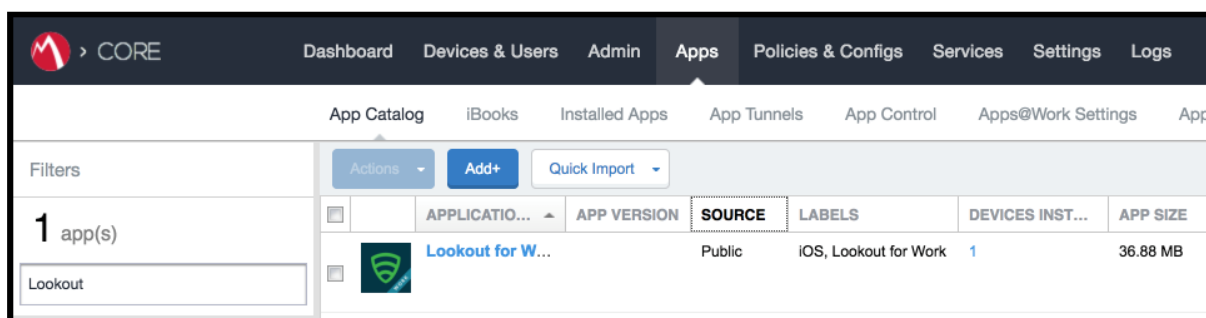 > CORE Dashboard Devices & Users Admin Apps Policies & Configs Services Settings Logs
App Catalog iBooks Installed Apps App Tunnels App Control Apps@Work Settings App
Filters Actions Add+ Quick Import
1 app(s)
APPLICATIO... APP VERSION SOURCE LABELS DEVICES INST... APP SIZE
Lookout
Lookout for W... Public iOS, Lookout for Work 1 36.88 MB
WORK